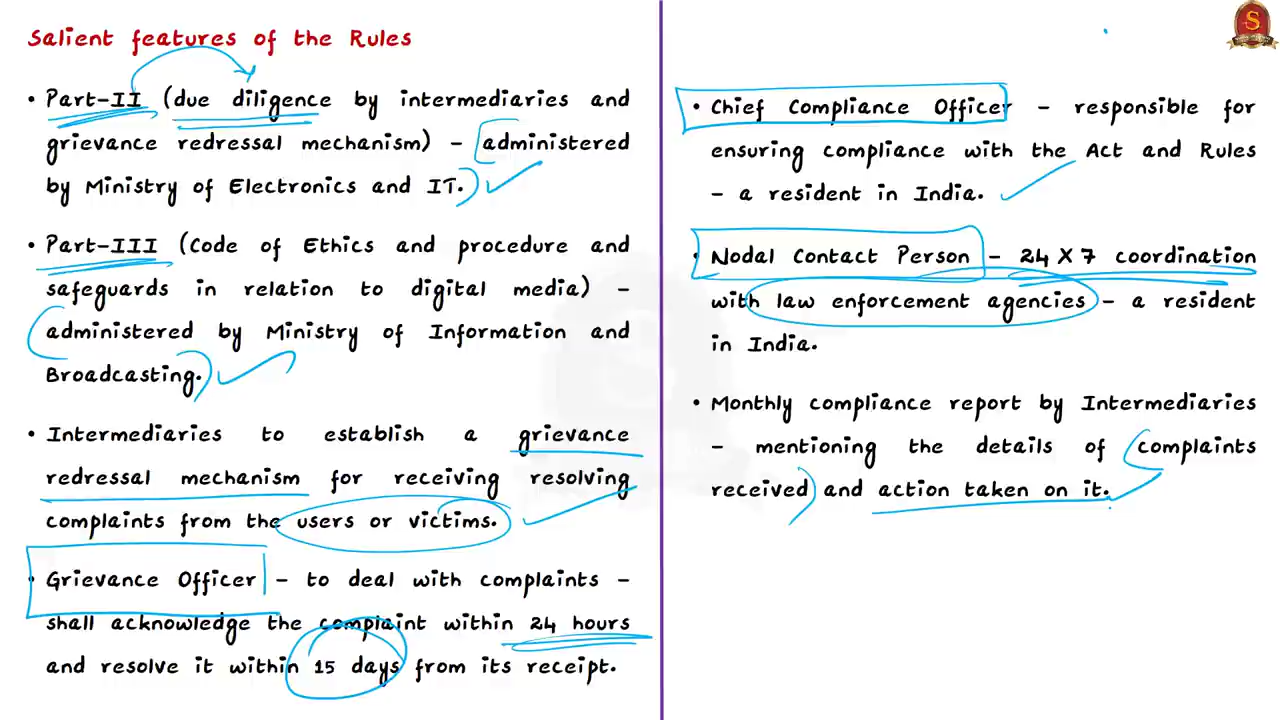 Salient features of the Rules
• Part-II (due diligence by intermediaries and
grievance redressal mechanism) – administered
by Ministry of Electronics and IT.
• Part-III (Code of Ethics and procedure and
safeguards in relation to digital media) –
administered by Ministry of Information and
Broadcasting.
• Intermediaries to establish a grievance
redressal mechanism for receiving resolving
complaints from the users or victims.
• Grievance Officer – to deal with complaints –
shall acknowledge the complaint within 24 hours
and resolve it within 15 days from its receipt.
• Chief Compliance Officer – responsible for
ensuring compliance with the Act and Rules
– a resident in India.
• Nodal Contact Person – 24 X 7 coordination
with law enforcement agencies – a resident
in India.
• Monthly compliance report by Intermediaries
– mentioning the details of complaints
received and action taken on it.
S